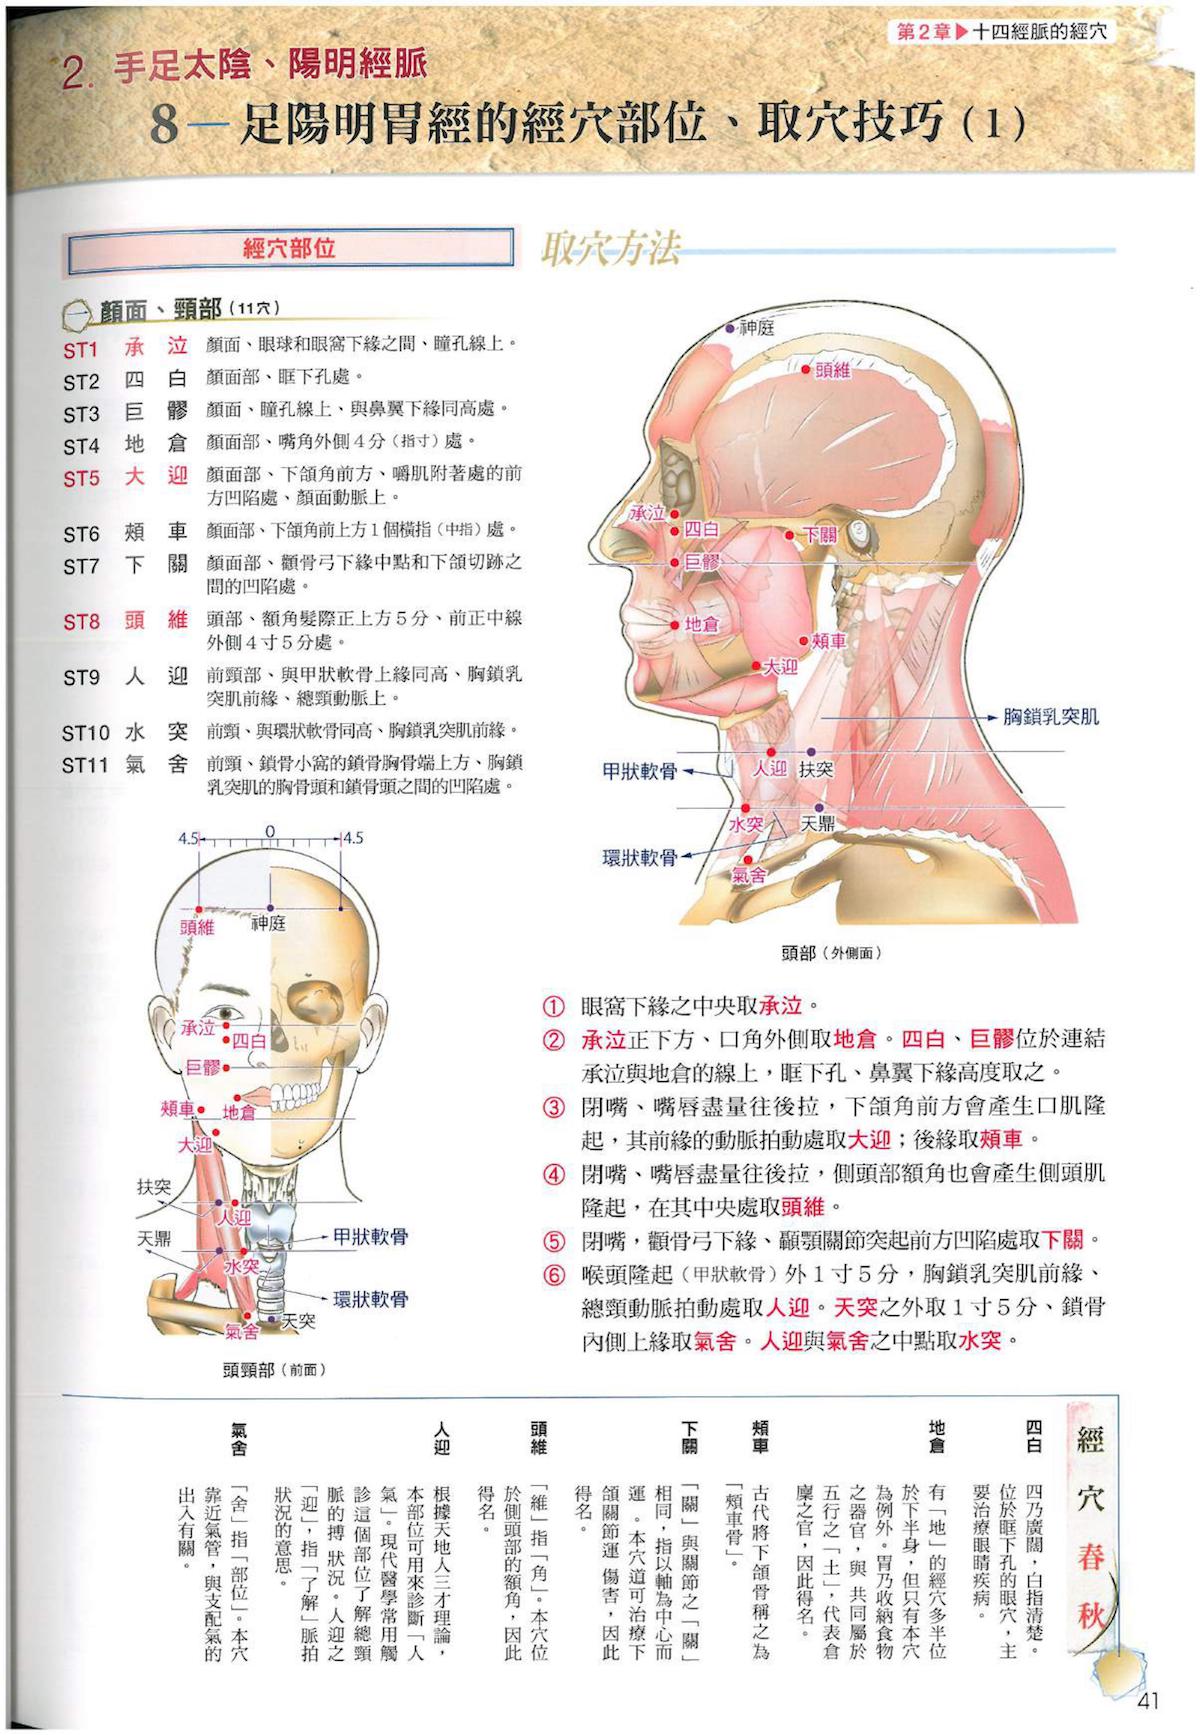 第2章▶十四經脈的經穴
2. 手足太陰、陽明經脈
8—足陽明胃經的經穴部位、取穴技巧(1)
經穴部位
顏面、頸部(11穴)
ST1 承泣 顏面、眼球和眼窩下緣之間、瞳孔線上。
ST2 四白 顏面部、眶下孔處。
ST3 巨髎 顏面、瞳孔線上、與鼻翼下緣同高處。
ST4 地倉 顏面部、嘴角外側4分(指寸)處。
ST5 大迎 顏面部、下頜角前方、嚼肌附著處的前
方凹陷處、顏面動脈上。
ST6 頰車 顏面部、下頜角前上方1個橫指(中指)處。
ST7 下關 顏面部、顴骨弓下緣中點和下頜切跡之
間的凹陷處。
ST8 頭維 頭部、額角髮際正上方5分、前正中線
外側4寸5分處。
ST9 人迎 前頸部、與甲狀軟骨上緣同高、胸鎖乳
突肌前緣、總頸動脈上。
ST10 水突 前頸、與環狀軟骨同高、胸鎖乳突肌前緣。
ST11 氣舍 前頸、鎖骨小窩的鎖骨胸骨端上方、胸鎖
乳突肌的胸骨頭和鎖骨頭之間的凹陷處。
4.5 0 4.5
頭維 神庭
承泣
四白
巨髎
頰車 地倉
大迎
扶突
人迎
天鼎
甲狀軟骨
水突
環狀軟骨
天突
氣舍
頭頸部(前面)
取穴方法
神庭
頭維
承泣
四白
下關
巨髎
地倉
頰車
大迎
胸鎖乳突肌
甲狀軟骨
人迎 扶突
水突 天鼎
環狀軟骨
氣舍
頭部(外側面)
① 眼窩下緣之中央取承泣。
② 承泣正下方、口角外側取地倉。四白、巨髎位於連結
承泣與地倉的線上，眶下孔、鼻翼下緣高度取之。
③ 閉嘴、嘴唇盡量往後拉，下頜角前方會產生口肌隆
起，其前緣的動脈拍動處取大迎；後緣取頰車。
④ 閉嘴、嘴唇盡量往後拉，側頭部額角也會產生側頭肌
隆起，在其中央處取頭維。
⑤ 閉嘴，顴骨弓下緣、顳顎關節突起前方凹陷處取下關。
⑥ 喉頭隆起(甲狀軟骨)外1寸5分，胸鎖乳突肌前緣、
總頸動脈拍動處取人迎。天突之外取1寸5分、鎖骨
內側上緣取氣舍。人迎與氣舍之中點取水突。
經穴春秋
四白
四乃廣闊，白指清楚。
位於眶下孔的眼穴，主
要治療眼睛疾病。
地倉
有「地」的經穴多半位
於下半身，但只有本穴
為例外。胃乃收納食物
之器官，與 共同屬於
五行之「土」，代表倉
廩之官，因此得名。
頰車
古代將下頜骨稱之為
「頰車骨」。
下關
「關」與關節之「關」
相同，指以軸為中心而
運 。本穴道可治療下
頜關節運 傷害，因此
得名。
頭維
「維」指「角」。本穴位
於側頭部的額角，因此
得名。
人迎
根據天地人三才理論，
本部位可用來診斷「人
氣」。現代醫學常用觸
診這個部位了解總頸
脈的搏 狀況。人迎之
「迎」，指「了解」脈拍
狀況的意思。
氣舍
「舍」指「部位」。本穴
靠近氣管，與支配氣的
出入有關。
41